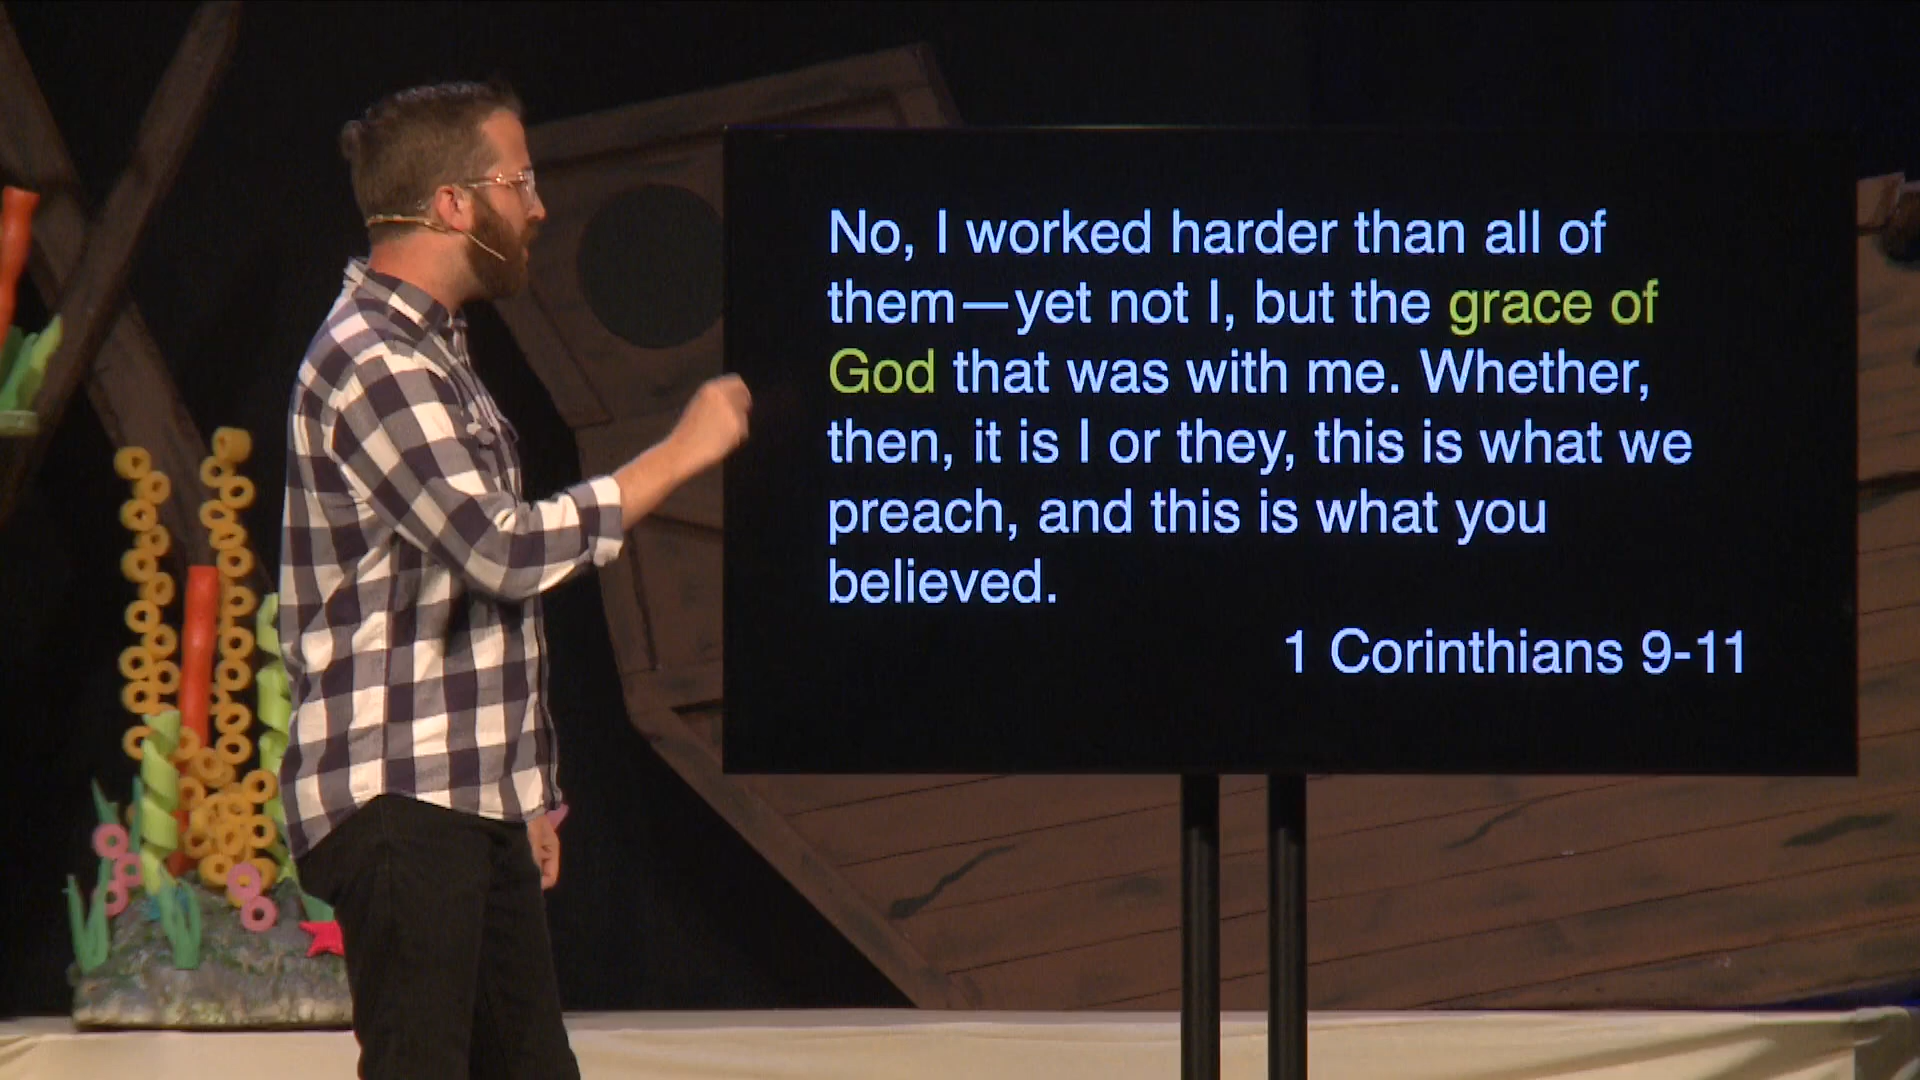 No, I worked harder than all of
them—yet not I, but the grace of
God that was with me. Whether,
then, it is I or they, this is what we
preach, and this is what you
believed.
1 Corinthians 9-11